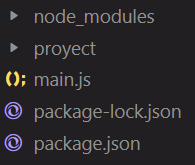 node_modules
proyect
main.js
package-lock.json
package.json